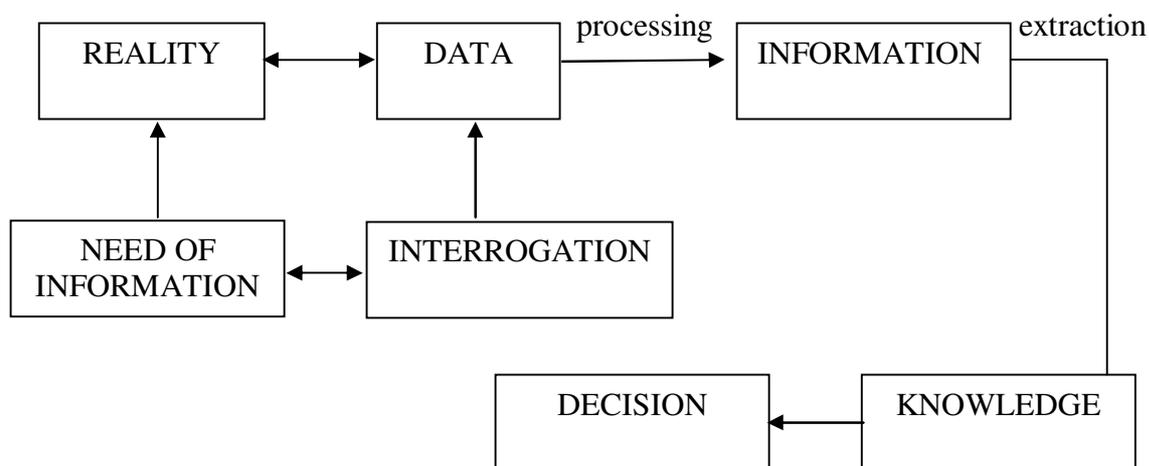 processing
extraction
REALITY
DATA
INFORMATION
NEED OF
INFORMATION
INTERROGATION
DECISION
KNOWLEDGE